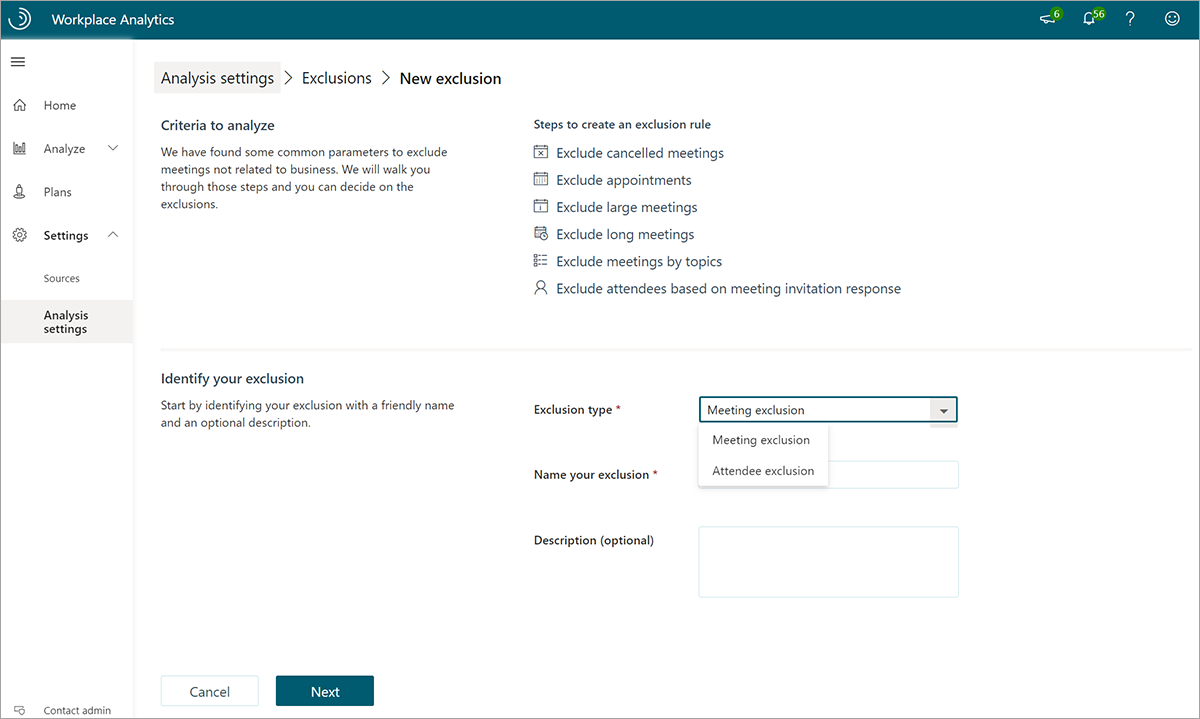 Workplace Analytics
6
56
?
Home
Analyze
Plans
Settings
Sources
Analysis
settings
Contact admin
Analysis settings > Exclusions > New exclusion
Criteria to analyze
We have found some common parameters to exclude
meetings not related to business. We will walk you
through those steps and you can decide on the
exclusions.
Steps to create an exclusion rule
Exclude cancelled meetings
Exclude appointments
Exclude large meetings
Exclude long meetings
Exclude meetings by topics
Exclude attendees based on meeting invitation response
Identify your exclusion
Start by identifying your exclusion with a friendly name
and an optional description.
Exclusion type *
Meeting exclusion
Meeting exclusion
Attendee exclusion
Name your exclusion *
Description (optional)
Cancel
Next